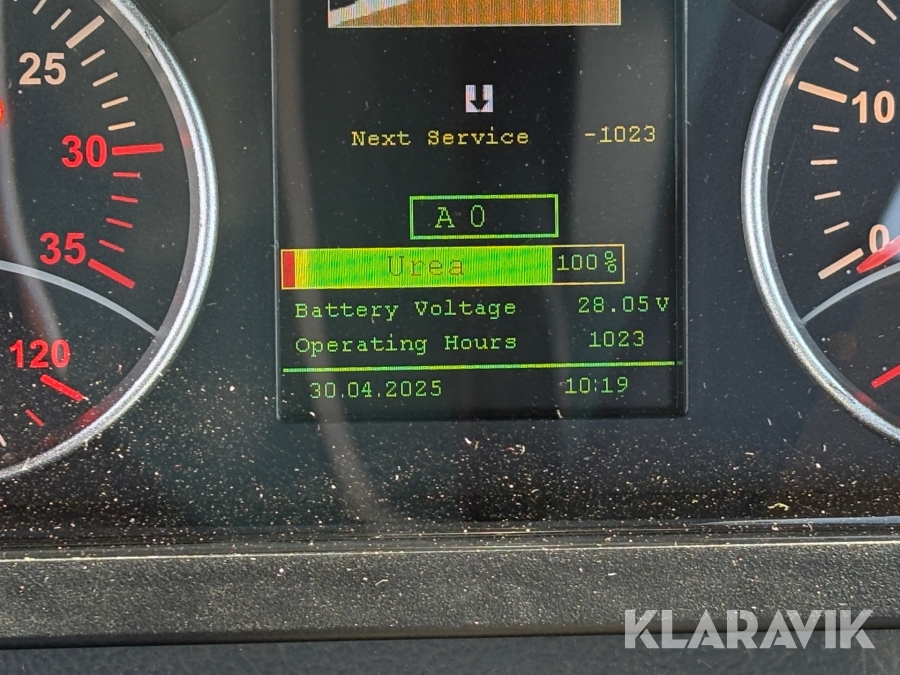 25
30
35
120
Next Service -1023
A 0
Urea 100%
Battery Voltage 28.05 V
Operating Hours 1023
30.04.2025 10:19
10
0
KLARAVIK